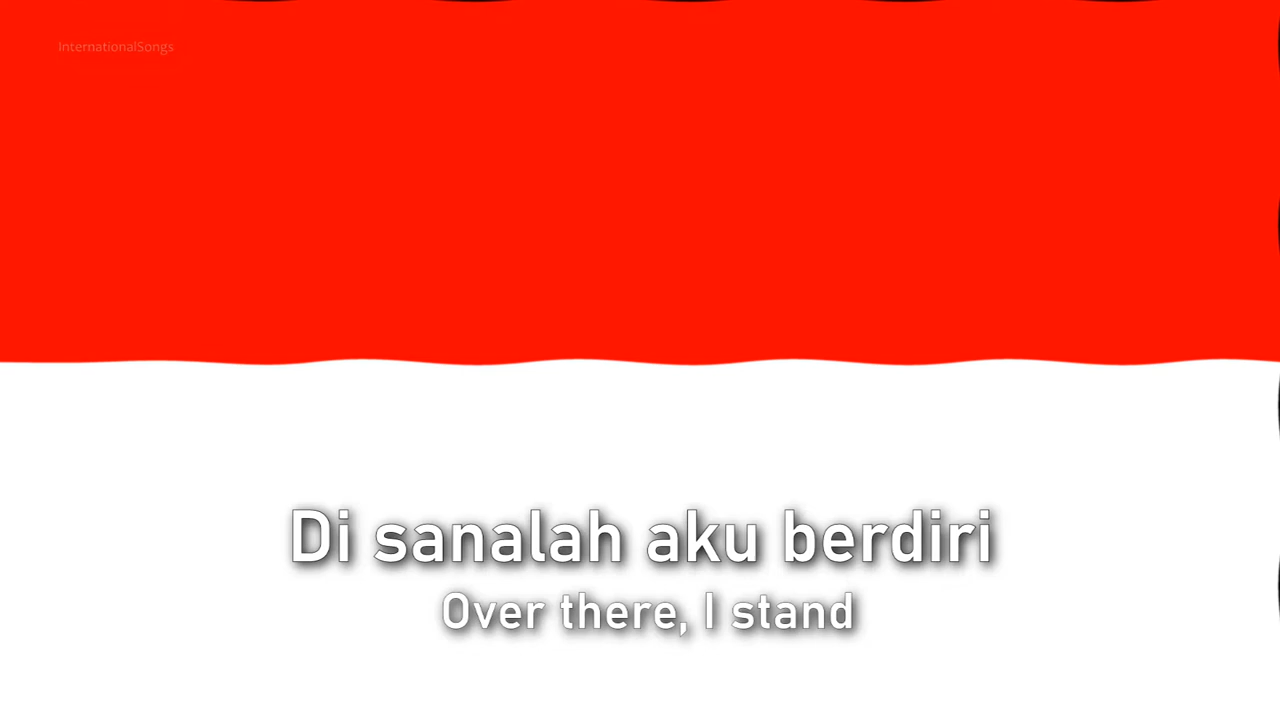 InternationalSongs
Di sanalah aku berdiri
Over there, I stand